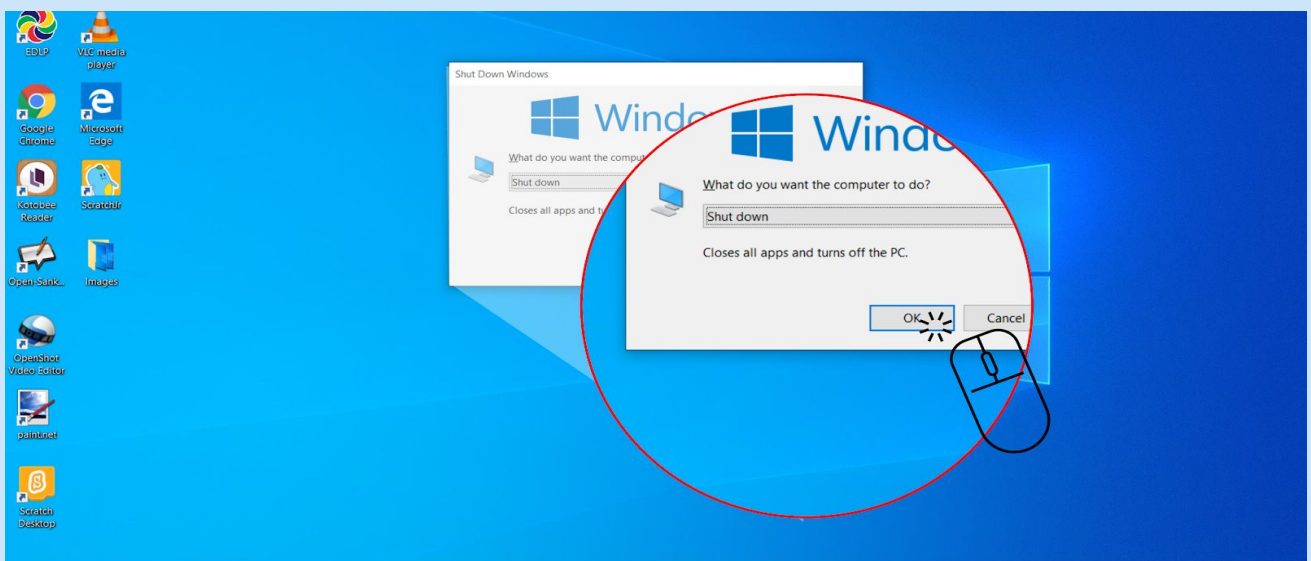 EDLP
VLC media
player
Google
Chrome
Microsoft
Edge
Kotobee
Reader
ScratchJr
Open-Sank...
Images
OpenShot
Video Editor
paint.net
Scratch
Desktop
Shut Down Windows
Windo
What do you want the comput
Shut down
Closes all apps and tu
Windo
What do you want the computer to do?
Shut down
Closes all apps and turns off the PC.
OK
Cancel